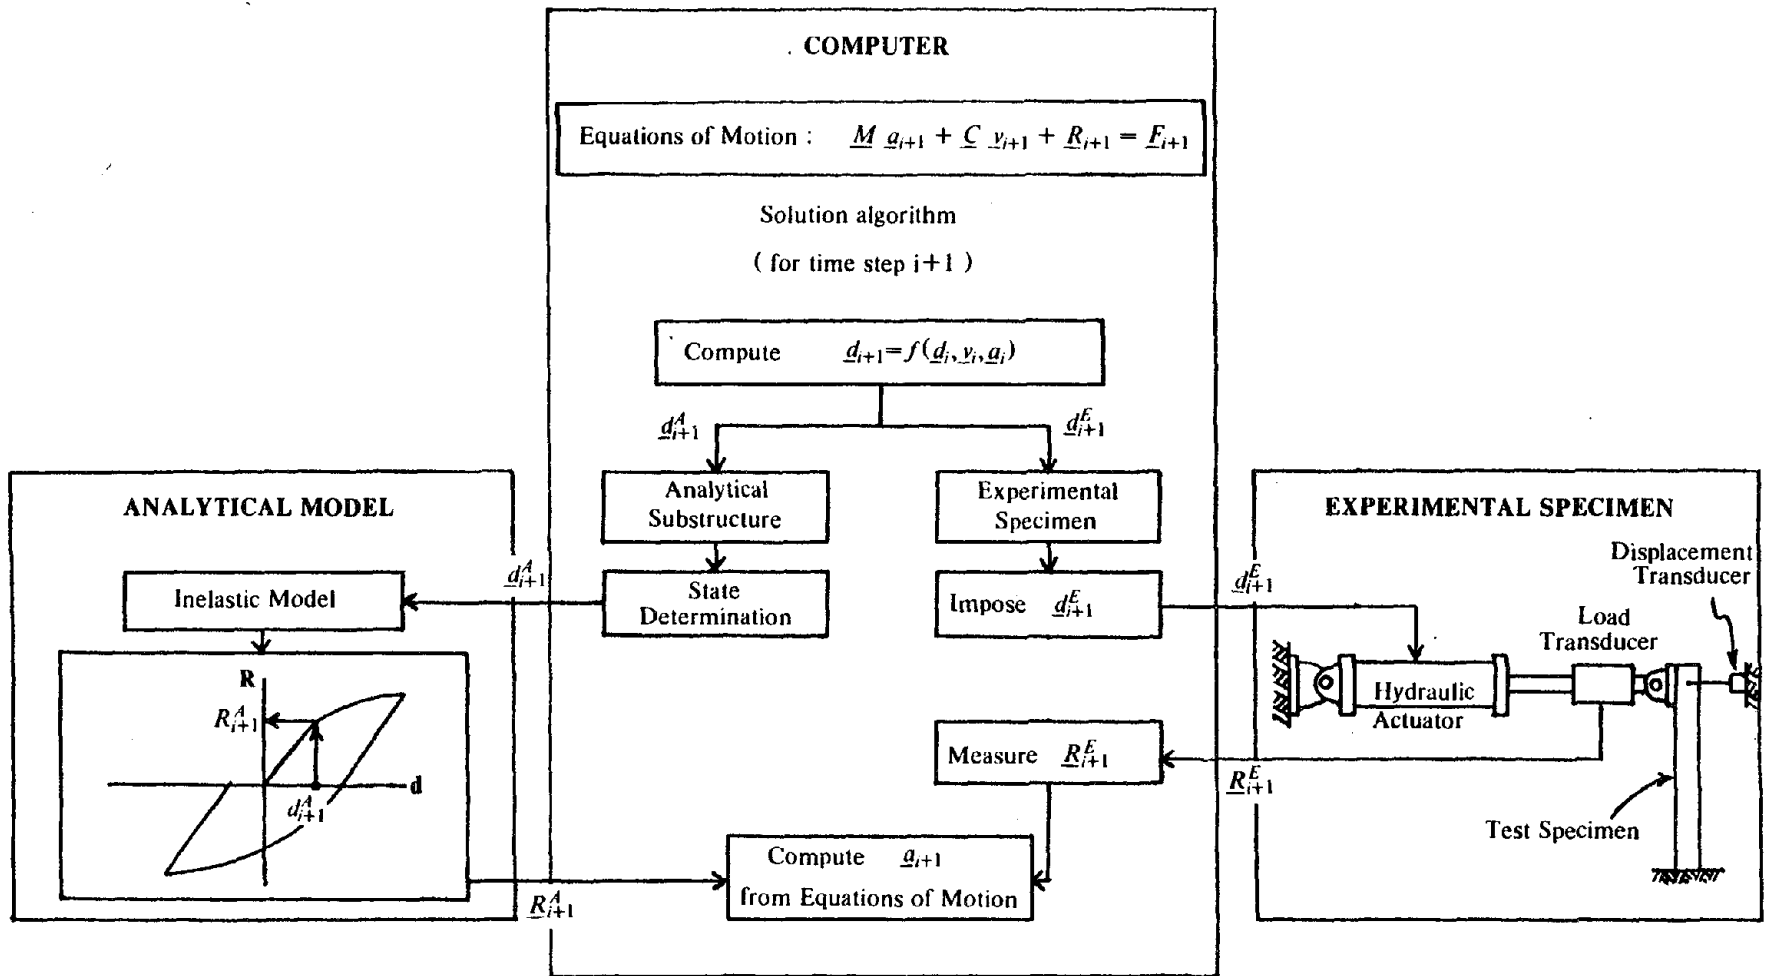 COMPUTER
Equations of Motion : M a_{i+1} + C v_{i+1} + R_{i+1} = F_{i+1}
Solution algorithm
( for time step i+1 )
Compute d_{i+1}=f(d_i, v_i, a_i)
d^A_{i+1}
d^E_{i+1}
Analytical
Substructure
Experimental
Specimen
State
Determination
Impose d^E_{i+1}
Measure R^E_{i+1}
Compute a_{i+1}
from Equations of Motion
ANALYTICAL MODEL
d^A_{i+1}
Inelastic Model
R
R^A_{i+1}
d
d^A_{i+1}
R^A_{i+1}
EXPERIMENTAL SPECIMEN
d^E_{i+1}
Displacement
Transducer
Load
Transducer
Hydraulic
Actuator
R^E_{i+1}
Test Specimen